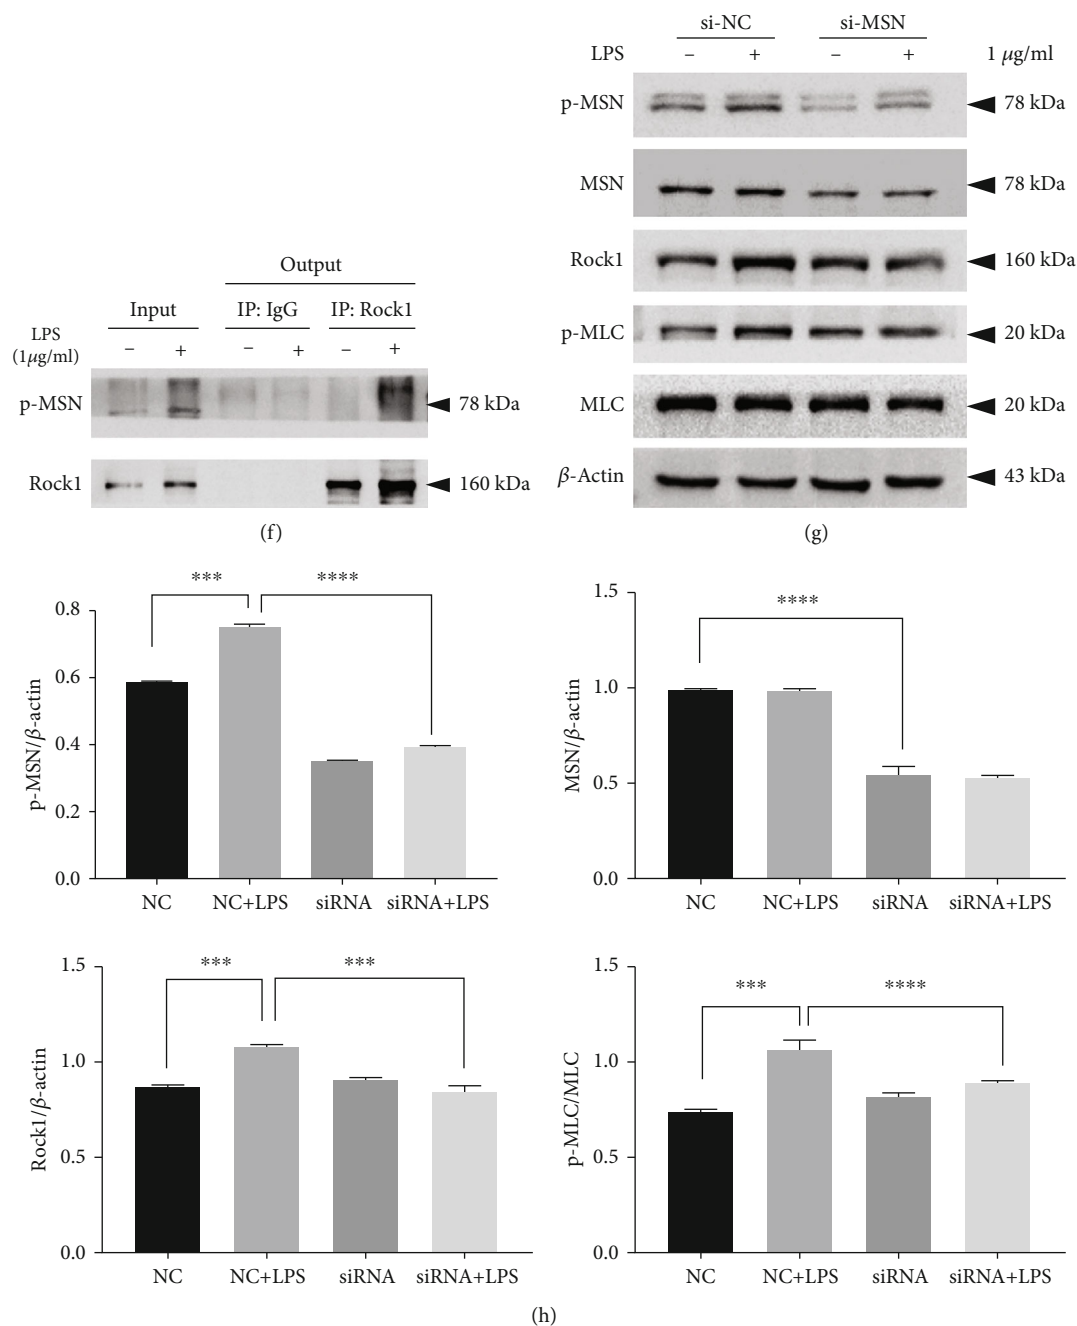 Output
Input IP: IgG IP: Rock1
LPS
(1μg/ml) – + – + – +
p-MSN 78 kDa
Rock1 160 kDa
(f)
si-NC si-MSN
LPS – + – + 1 μg/ml
p-MSN 78 kDa
MSN 78 kDa
Rock1 160 kDa
p-MLC 20 kDa
MLC 20 kDa
β-Actin 43 kDa
(g)
*** ****
0.8
0.6
0.4
0.2
0.0
p-MSN/β-actin
NC NC+LPS siRNA siRNA+LPS
****
1.5
1.0
0.5
0.0
MSN/β-actin
NC NC+LPS siRNA siRNA+LPS
*** ***
1.5
1.0
0.5
0.0
Rock1/β-actin
NC NC+LPS siRNA siRNA+LPS
*** ****
1.5
1.0
0.5
0.0
p-MLC/MLC
NC NC+LPS siRNA siRNA+LPS
(h)